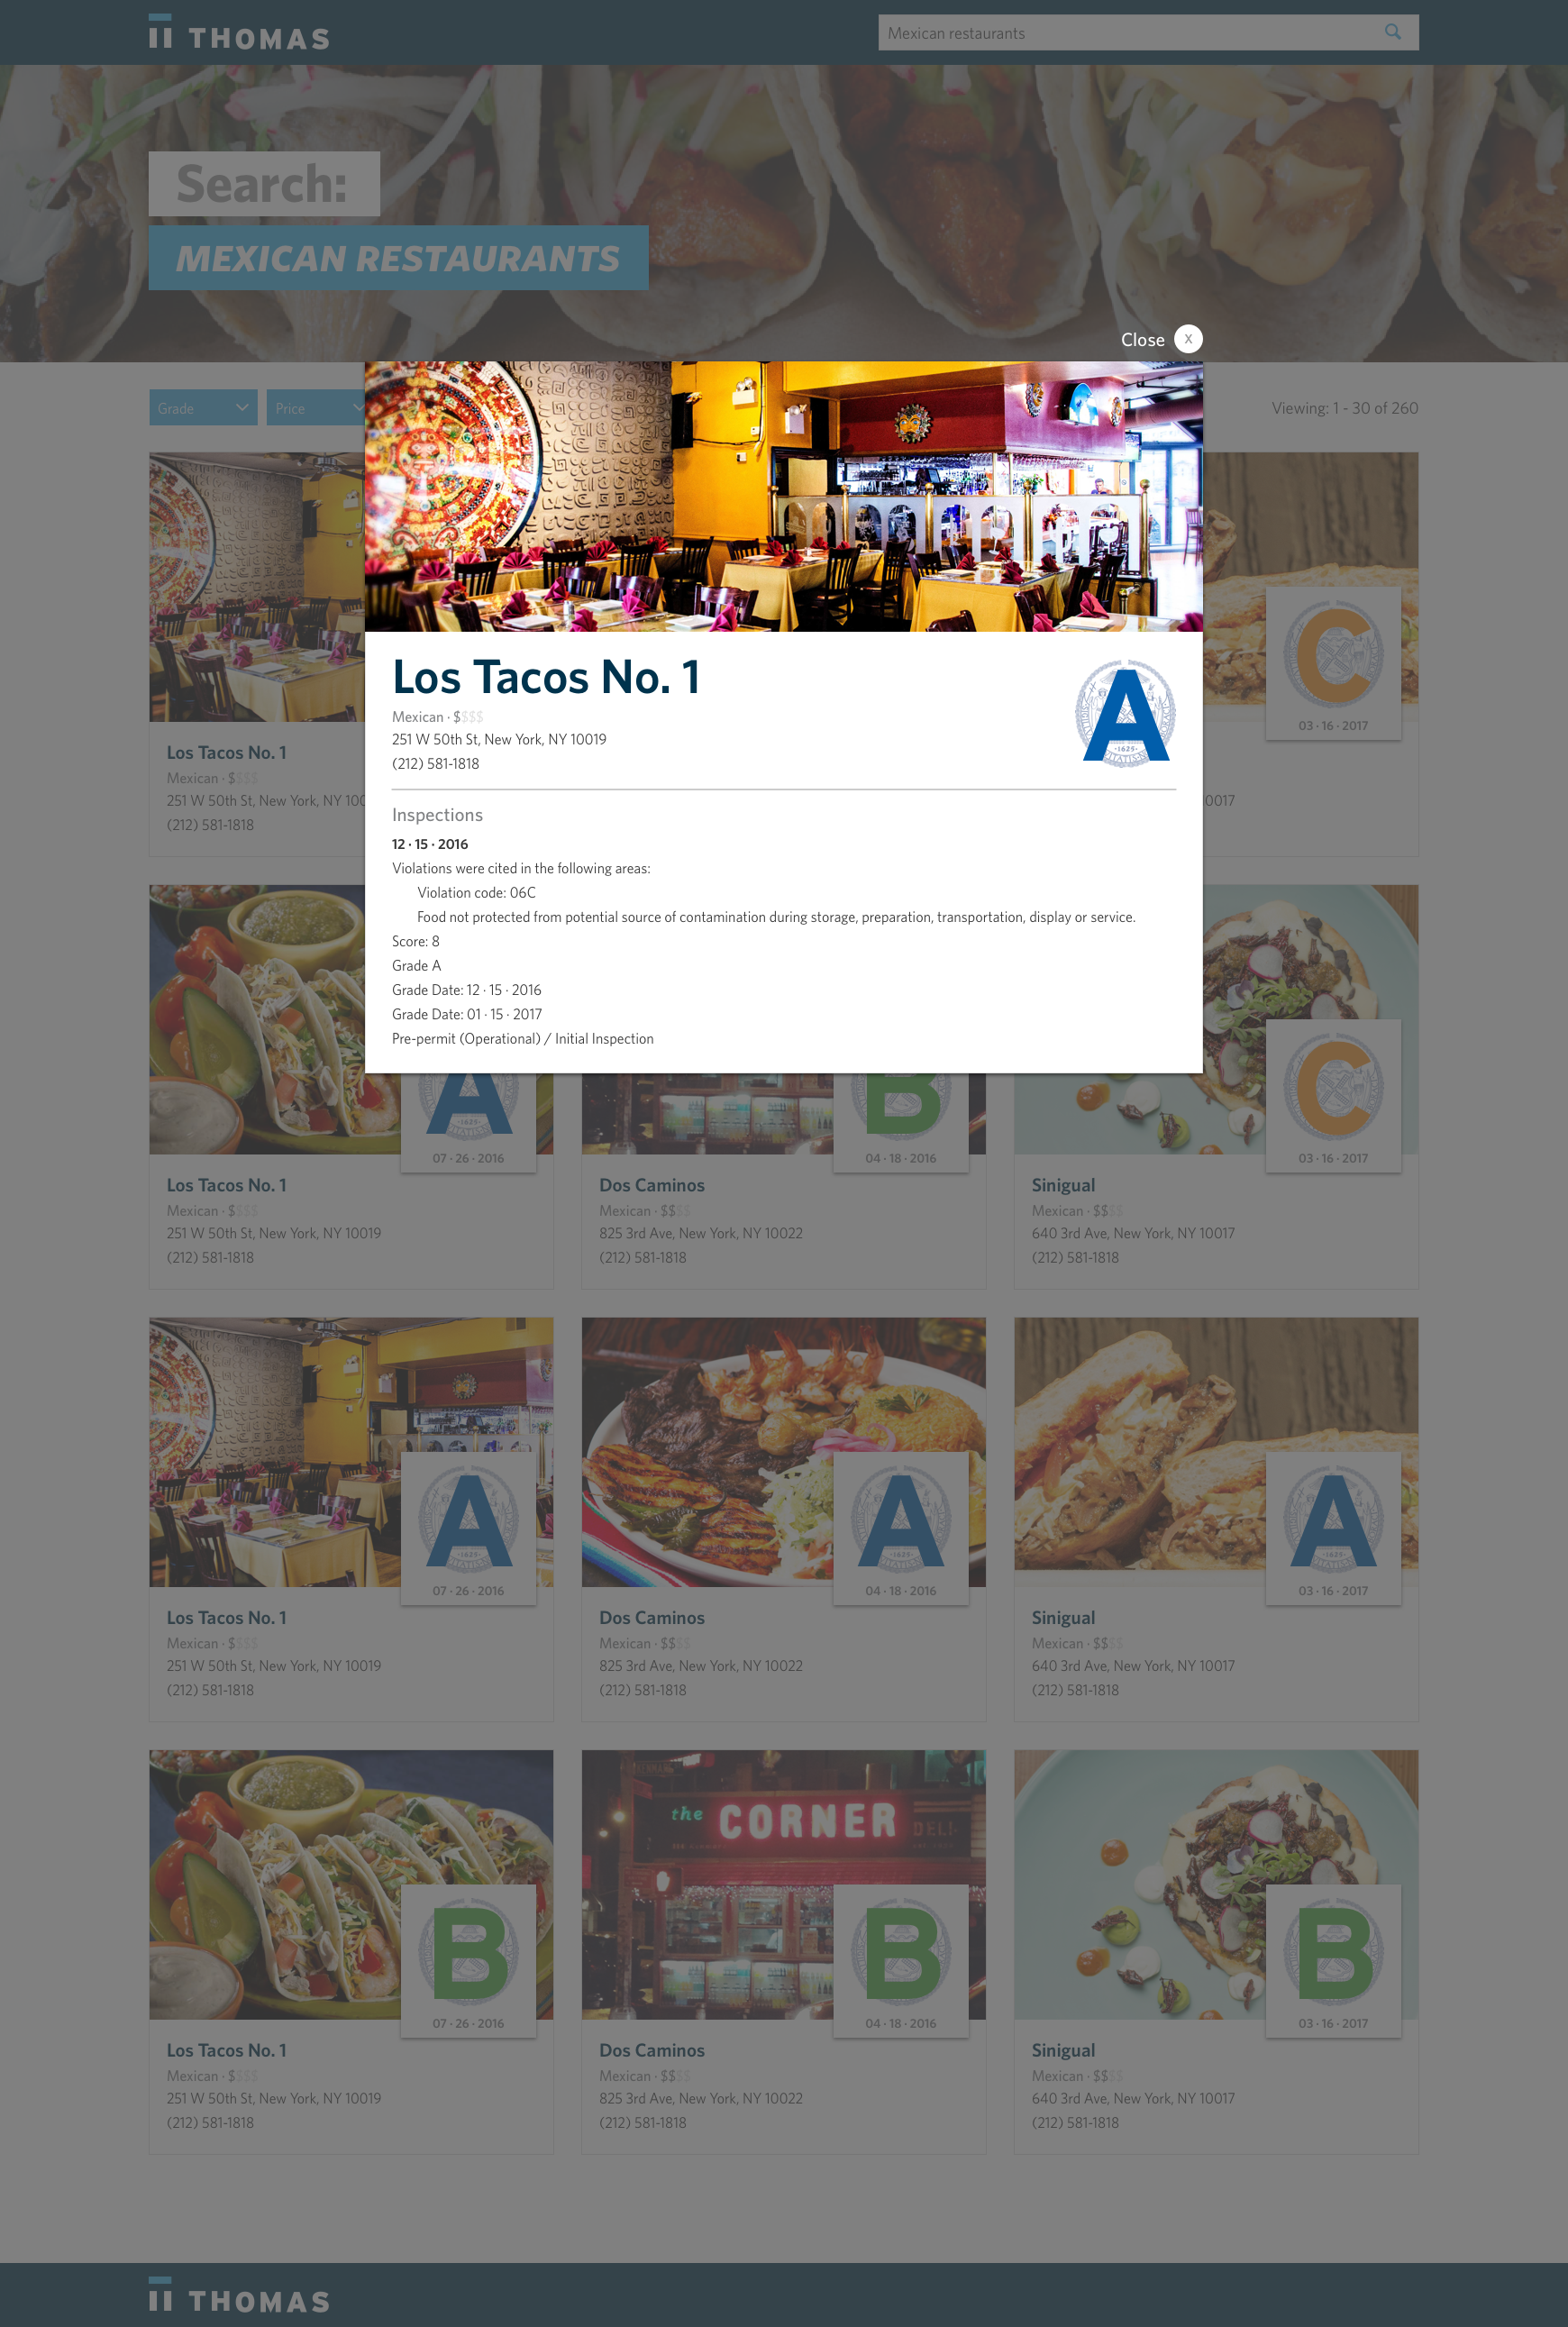 THOMAS
Mexican restaurants
Search:
MEXICAN RESTAURANTS
Close x
Grade
Price
Viewing: 1 - 30 of 260
Los Tacos No. 1
Mexican · $$$$
251 W 50th St, New York, NY 10019
(212) 581-1818
·1625·
Inspections
12 · 15 · 2016
Violations were cited in the following areas:
Violation code: 06C
Food not protected from potential source of contamination during storage, preparation, transportation, display or service.
Score: 8
Grade A
Grade Date: 12 · 15 · 2016
Grade Date: 01 · 15 · 2017
Pre-permit (Operational) / Initial Inspection
A
C
03 · 16 · 2017
Los Tacos No. 1
Mexican · $$$$
251 W 50th St, New York, NY 100
0017
(212) 581-1818
A
07 · 26 · 2016
B
04 · 18 · 2016
C
03 · 16 · 2017
Los Tacos No. 1
Mexican · $$$$
251 W 50th St, New York, NY 10019
(212) 581-1818
Dos Caminos
Mexican · $$$$
825 3rd Ave, New York, NY 10022
(212) 581-1818
Sinigual
Mexican · $$$$
640 3rd Ave, New York, NY 10017
(212) 581-1818
A
07 · 26 · 2016
A
04 · 18 · 2016
A
03 · 16 · 2017
Los Tacos No. 1
Mexican · $$$$
251 W 50th St, New York, NY 10019
(212) 581-1818
Dos Caminos
Mexican · $$$$
825 3rd Ave, New York, NY 10022
(212) 581-1818
Sinigual
Mexican · $$$$
640 3rd Ave, New York, NY 10017
(212) 581-1818
the CORNER DELI
B
07 · 26 · 2016
B
04 · 18 · 2016
B
03 · 16 · 2017
Los Tacos No. 1
Mexican · $$$$
251 W 50th St, New York, NY 10019
(212) 581-1818
Dos Caminos
Mexican · $$$$
825 3rd Ave, New York, NY 10022
(212) 581-1818
Sinigual
Mexican · $$$$
640 3rd Ave, New York, NY 10017
(212) 581-1818
THOMAS